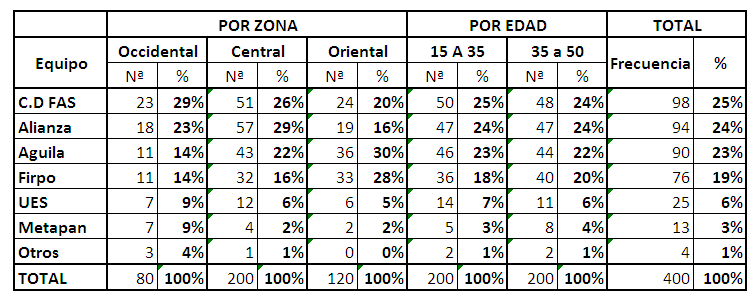 POR ZONA POR EDAD TOTAL
Equipo Occidental Central Oriental 15 A 35 35 a 50 Frecuencia %
Nª % Nª % Nª % Nª % Nª %
C.D FAS 23 29% 51 26% 24 20% 50 25% 48 24% 98 25%
Alianza 18 23% 57 29% 19 16% 47 24% 47 24% 94 24%
Aguila 11 14% 43 22% 36 30% 46 23% 44 22% 90 23%
Firpo 11 14% 32 16% 33 28% 36 18% 40 20% 76 19%
UES 7 9% 12 6% 6 5% 14 7% 11 6% 25 6%
Metapan 7 9% 4 2% 2 2% 5 3% 8 4% 13 3%
Otros 3 4% 1 1% 0 0% 2 1% 2 1% 4 1%
TOTAL 80 100% 200 100% 120 100% 200 100% 200 100% 400 100%